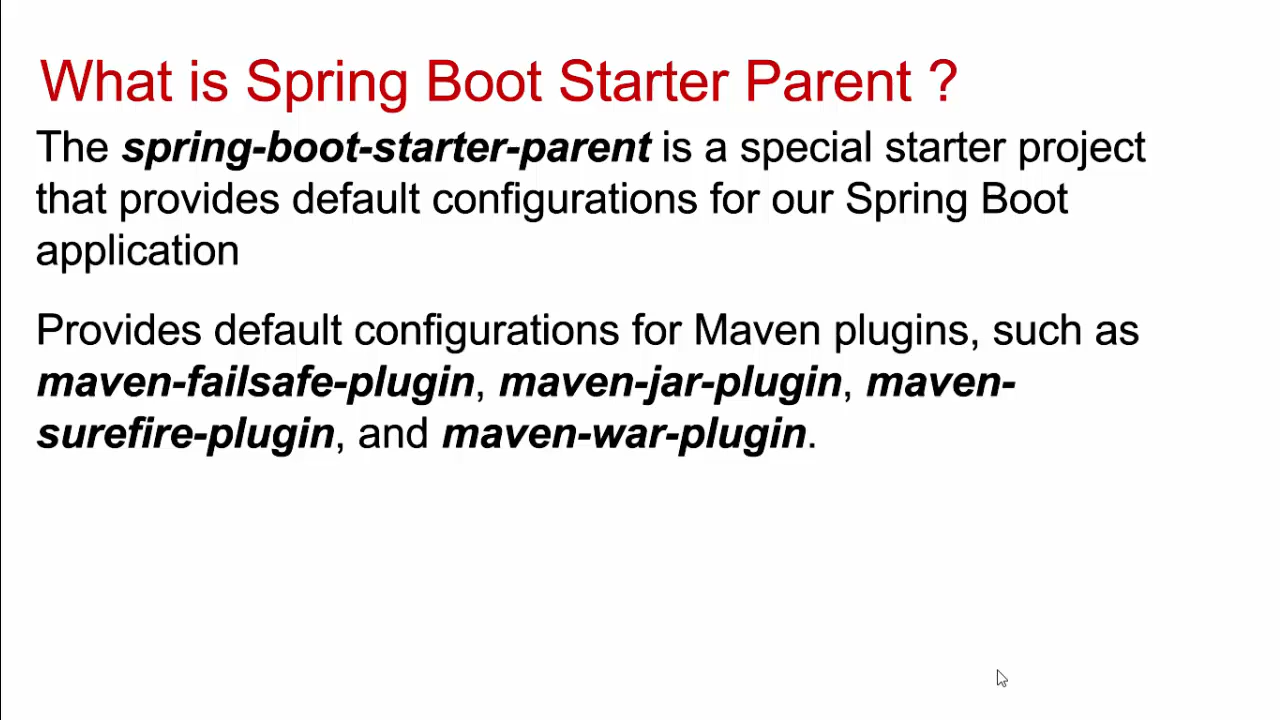 What is Spring Boot Starter Parent ?
The spring-boot-starter-parent is a special starter project
that provides default configurations for our Spring Boot
application
Provides default configurations for Maven plugins, such as
maven-failsafe-plugin, maven-jar-plugin, maven-
surefire-plugin, and maven-war-plugin.